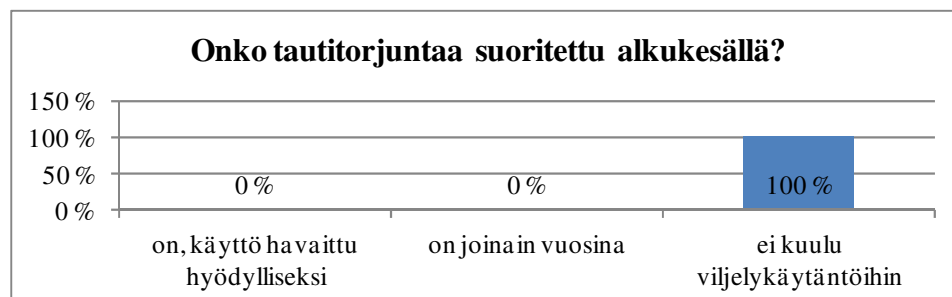 Onko tautitorjuntaa suoritettu alkukesällä?
150 %
100 %
50 %
0 %
0 %
0 %
100 %
on, käyttö havaittu
hyödylliseksi
on joinain vuosina
ei kuulu
viljelykäytäntöihin